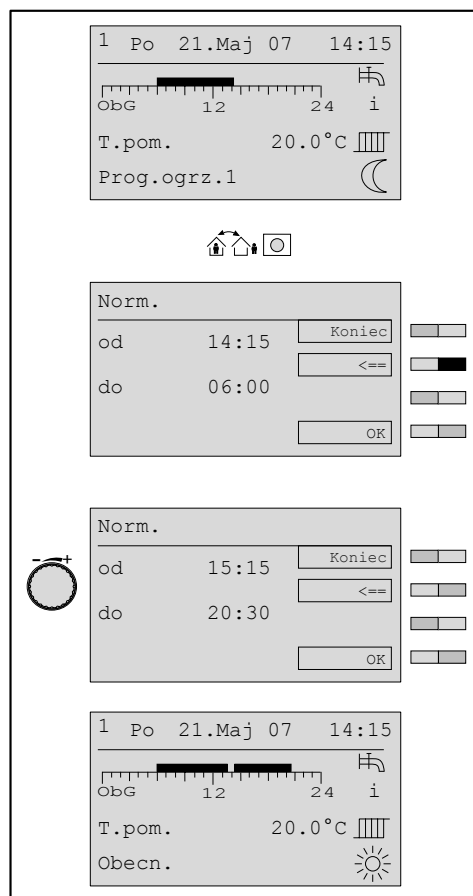 1 Po 21.Maj 07 14:15
ObG 12 24 i
T.pom. 20.0°C
Prog.ogrz.1
Norm.
Koniec
od 14:15
<==
do 06:00
OK
Norm.
- +
Koniec
od 15:15
<==
do 20:30
OK
1 Po 21.Maj 07 14:15
ObG 12 24 i
T.pom. 20.0°C
Obecn.